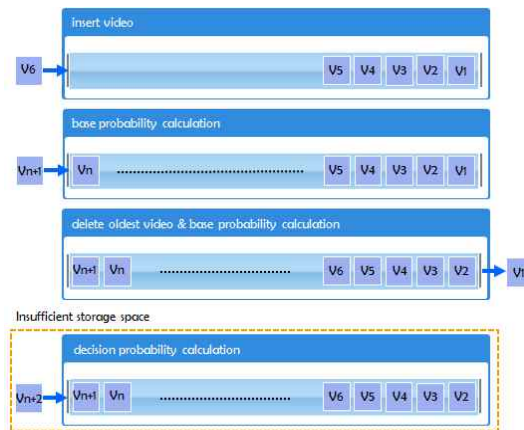 insert video
V6 V5 V4 V3 V2 V1
base probability calculation
Vn+1 Vn V5 V4 V3 V2 V1
delete oldest video & base probability calculation
Vn+1 Vn V6 V5 V4 V3 V2 V1
Insufficient storage space
decision probability calculation
Vn+2 Vn+1 Vn V6 V5 V4 V3 V2